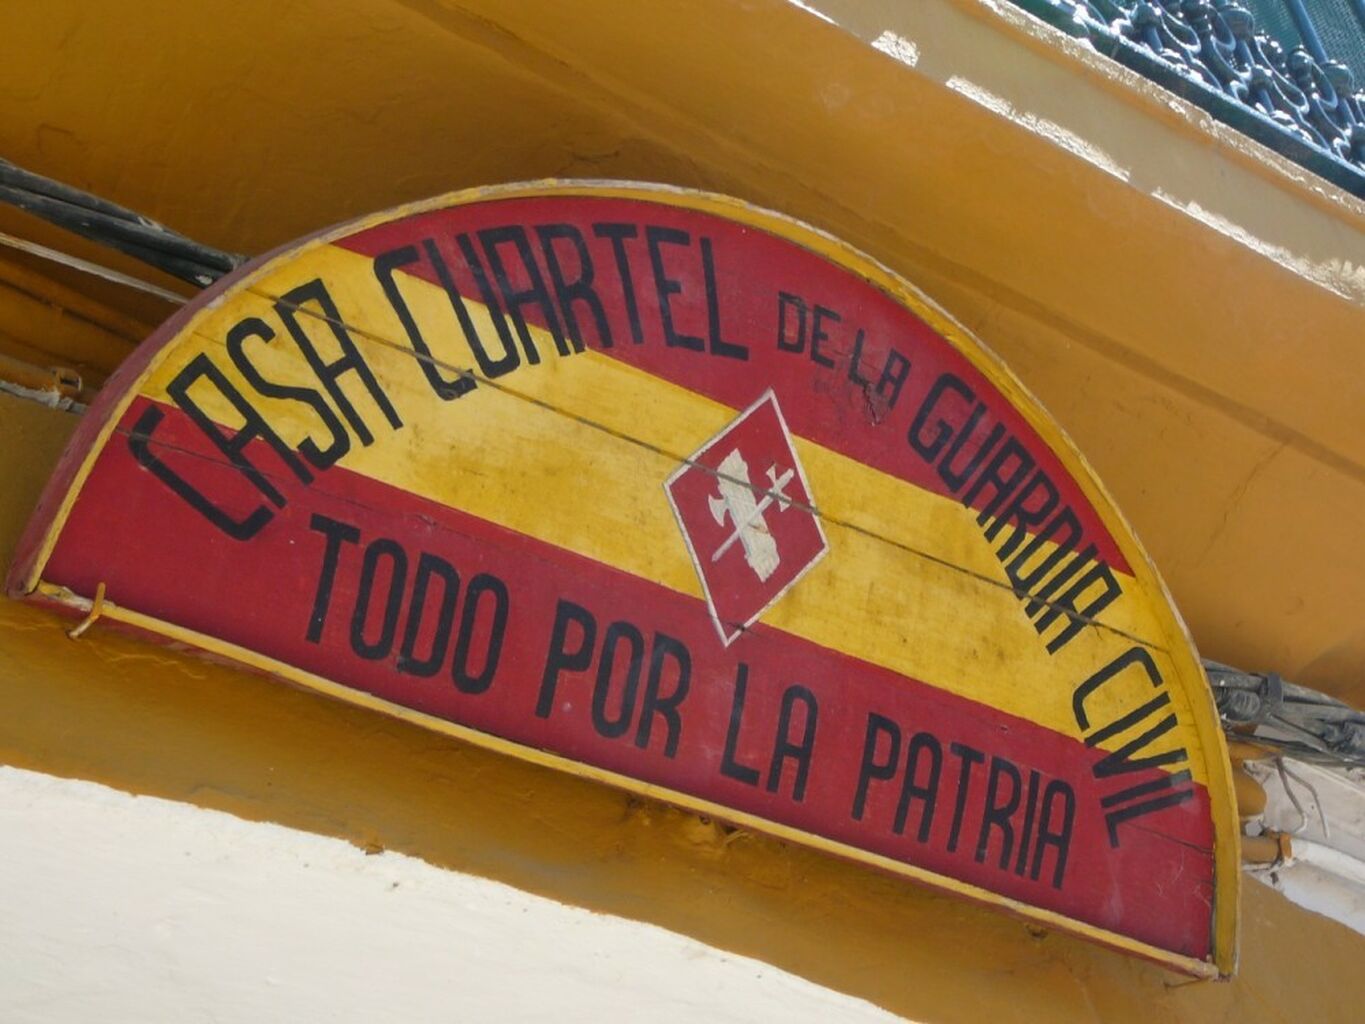 CASA CUARTEL DE LA GUARDIA CIVIL
TODO POR LA PATRIA